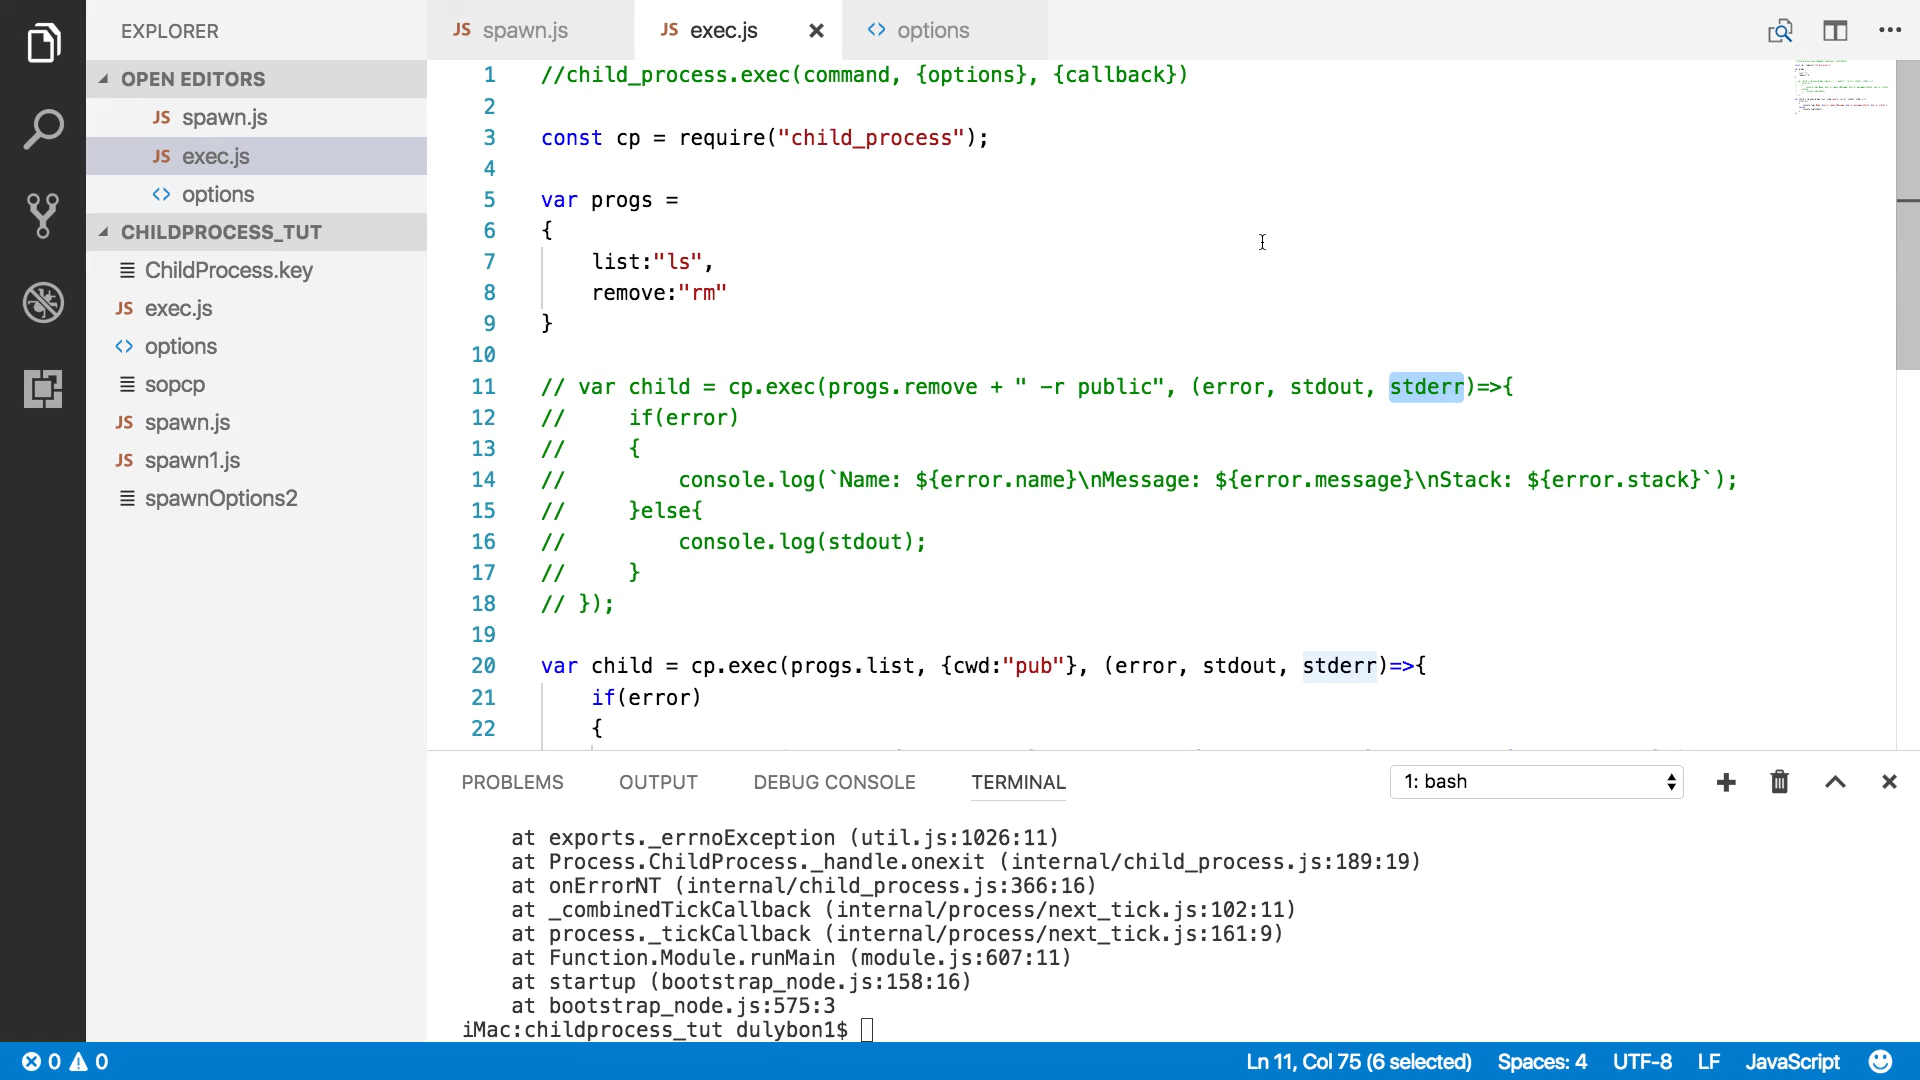 EXPLORER
JS spawn.js
JS exec.js
<> options
OPEN EDITORS
JS spawn.js
JS exec.js
<> options
CHILDPROCESS_TUT
ChildProcess.key
JS exec.js
<> options
sopcp
JS spawn.js
JS spawn1.js
spawnOptions2
1 //child_process.exec(command, {options}, {callback})
2
3 const cp = require("child_process");
4
5 var progs =
6 {
7 list:"ls",
8 remove:"rm"
9 }
10
11 // var child = cp.exec(progs.remove + " -r public", (error, stdout, stderr)=>{
12 // if(error)
13 // {
14 // console.log(`Name: ${error.name}\nMessage: ${error.message}\nStack: ${error.stack}`);
15 // }else{
16 // console.log(stdout);
17 // }
18 // });
19
20 var child = cp.exec(progs.list, {cwd:"pub"}, (error, stdout, stderr)=>{
21 if(error)
22 {
PROBLEMS OUTPUT DEBUG CONSOLE TERMINAL 1: bash
at exports._errnoException (util.js:1026:11)
at Process.ChildProcess._handle.onexit (internal/child_process.js:189:19)
at onErrorNT (internal/child_process.js:366:16)
at _combinedTickCallback (internal/process/next_tick.js:102:11)
at process._tickCallback (internal/process/next_tick.js:161:9)
at Function.Module.runMain (module.js:607:11)
at startup (bootstrap_node.js:158:16)
at bootstrap_node.js:575:3
iMac:childprocess_tut dulybon1$
0 0 Ln 11, Col 75 (6 selected) Spaces: 4 UTF-8 LF JavaScript